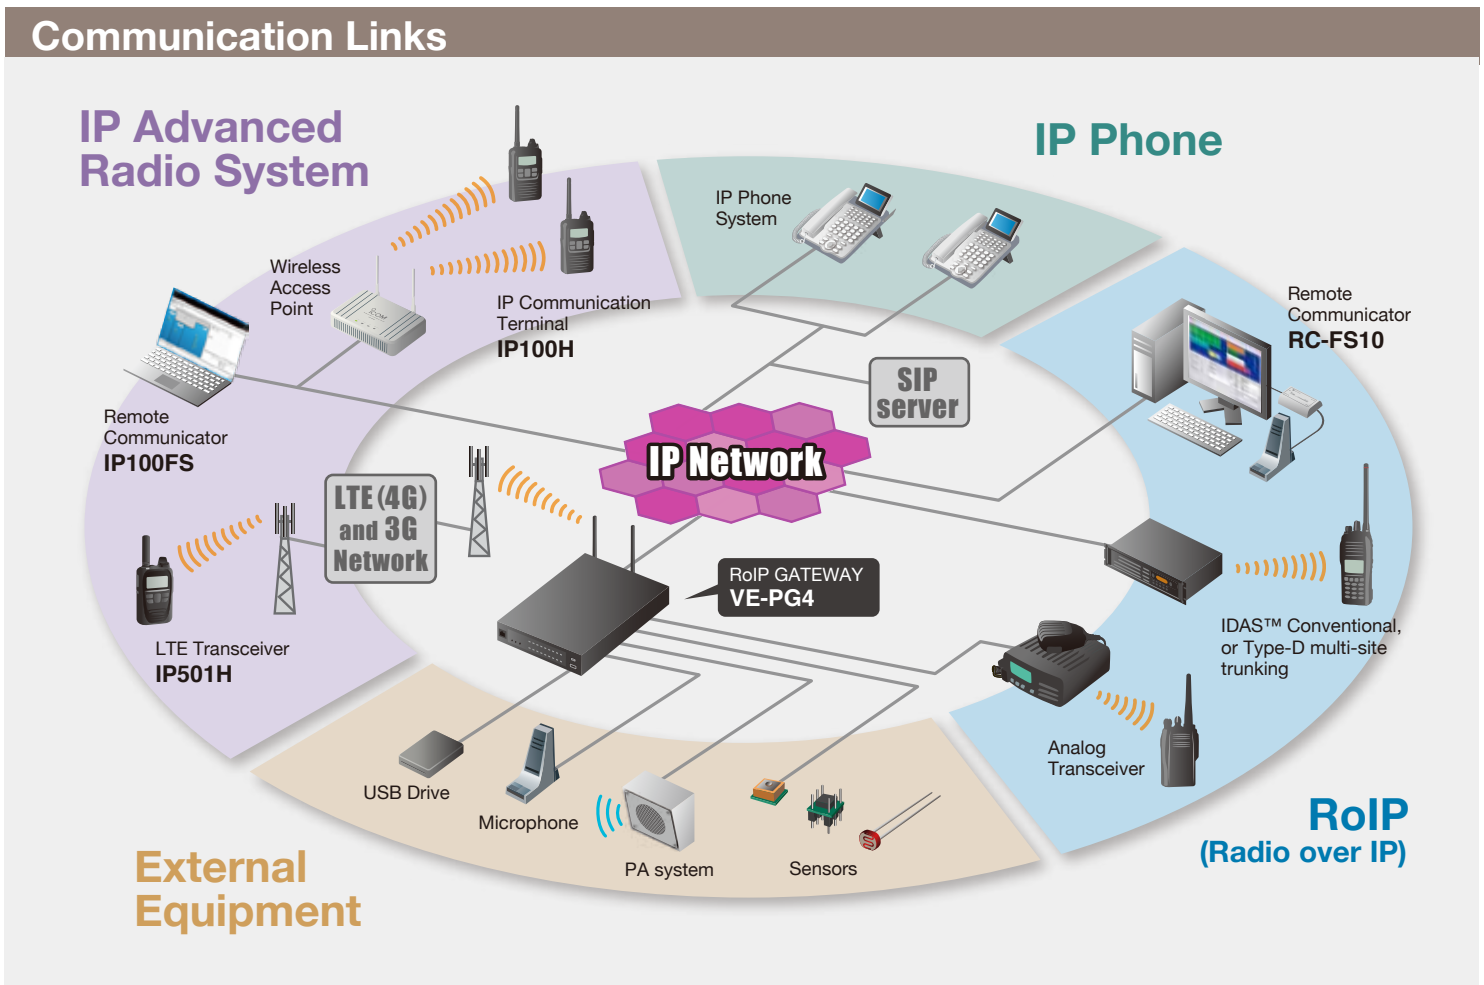 Communication Links
IP Advanced
Radio System
IP Phone
IP Phone
System
Wireless
Access
Point
ICOM
IP Communication
Terminal
IP100H
Remote
Communicator
RC-FS10
SIP
server
Remote
Communicator
IP100FS
IP Network
LTE (4G)
and 3G
Network
RoIP GATEWAY
VE-PG4
LTE Transceiver
IP501H
IDAS™ Conventional,
or Type-D multi-site
trunking
Analog
Transceiver
USB Drive
Microphone
PA system
Sensors
RoIP
(Radio over IP)
External
Equipment